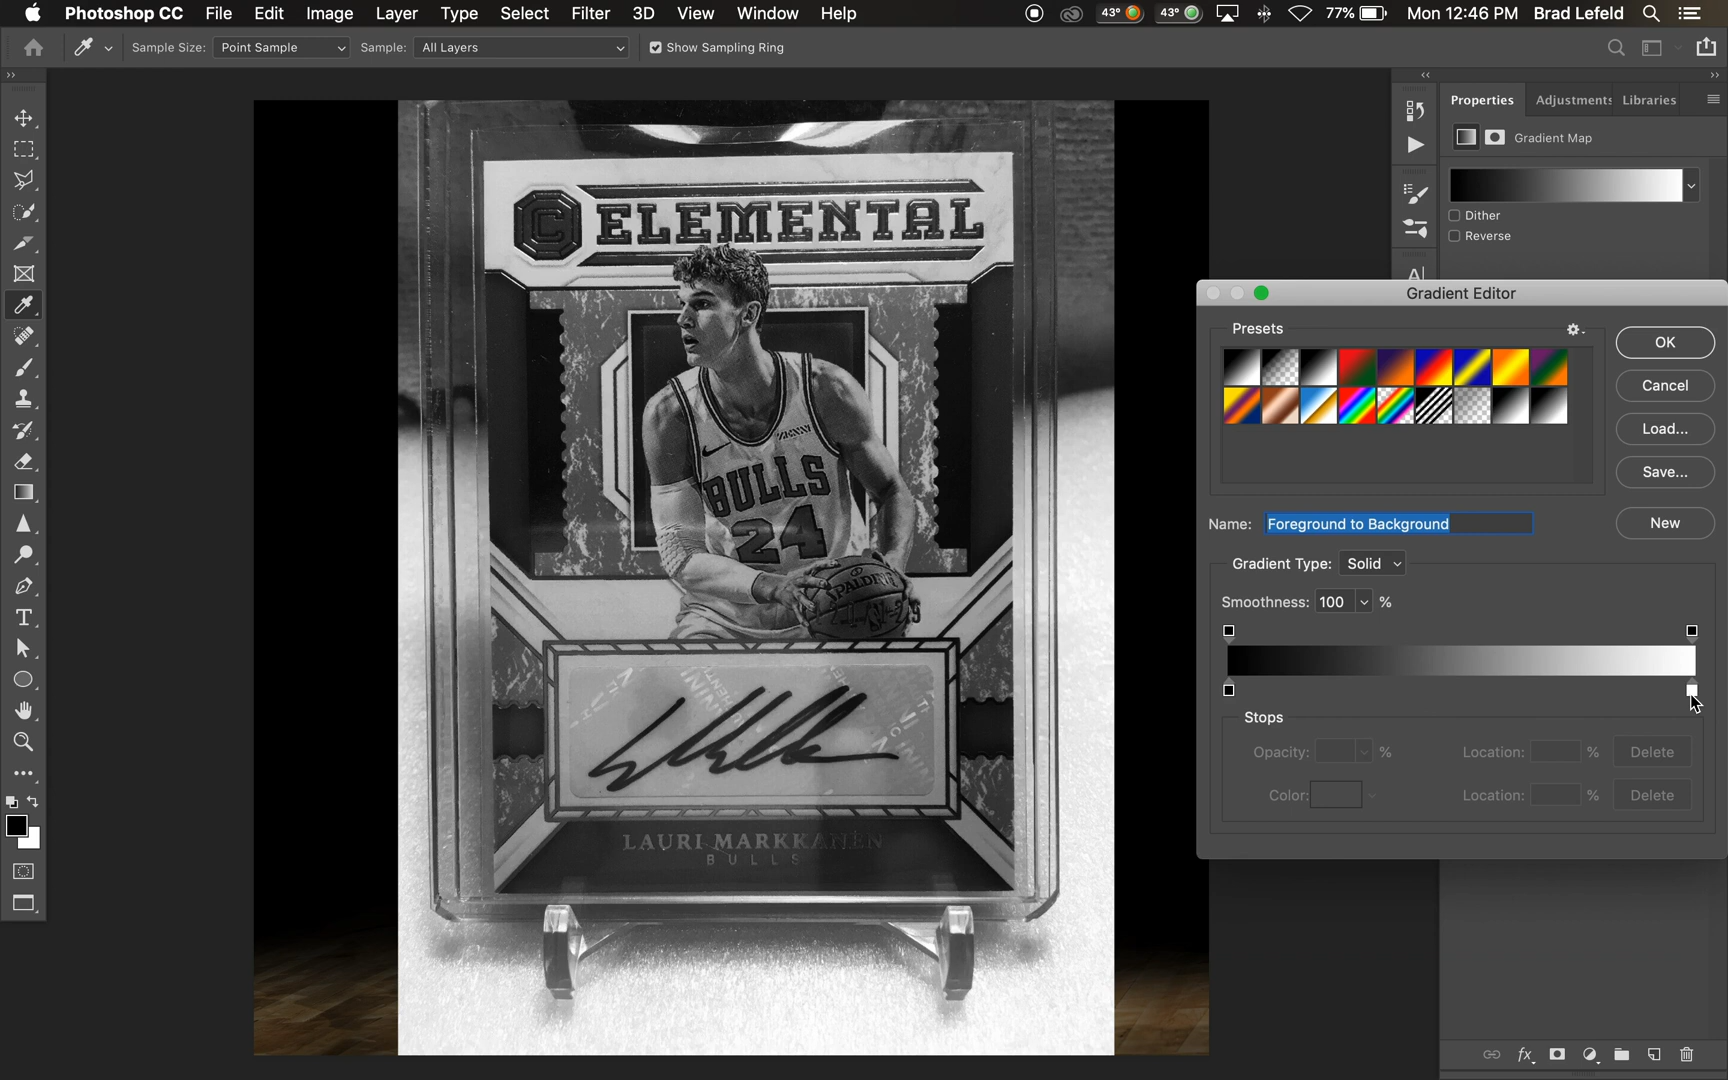 Photoshop CC File Edit Image Layer Type Select Filter 3D View Window Help 43° 43° 77% Mon 12:46 PM Brad Lefeld
Sample Size: Point Sample Sample: All Layers Show Sampling Ring
Properties Adjustments Libraries
Gradient Map
Dither
Reverse
A
Gradient Editor
Presets
OK
Cancel
Load...
Save...
Name: Foreground to Background
New
Gradient Type: Solid
Smoothness: 100 %
Stops
Opacity: % Location: % Delete
Color: Location: % Delete
T
fx
C ELEMENTAL
ZENNI
BULLS
24
SPALDING
LAURI MARKKANEN
BULLS